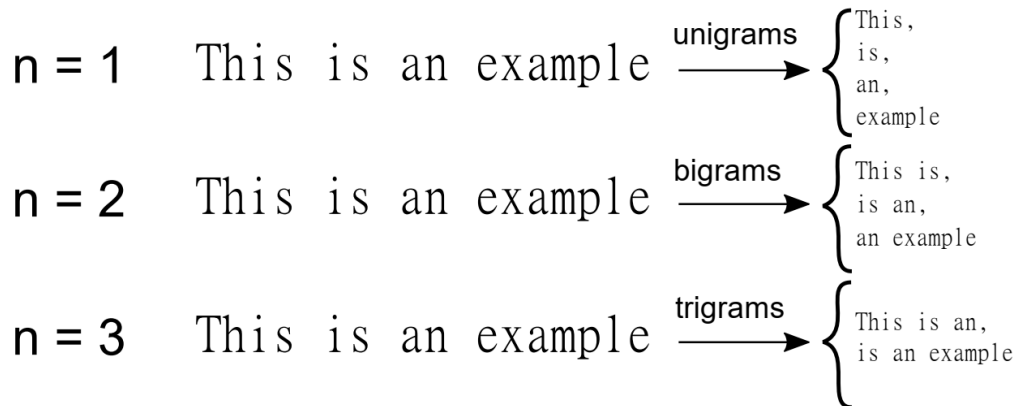 n = 1 This is an example unigrams This,
is,
an,
example
n = 2 This is an example bigrams This is,
is an,
an example
n = 3 This is an example trigrams This is an,
is an example